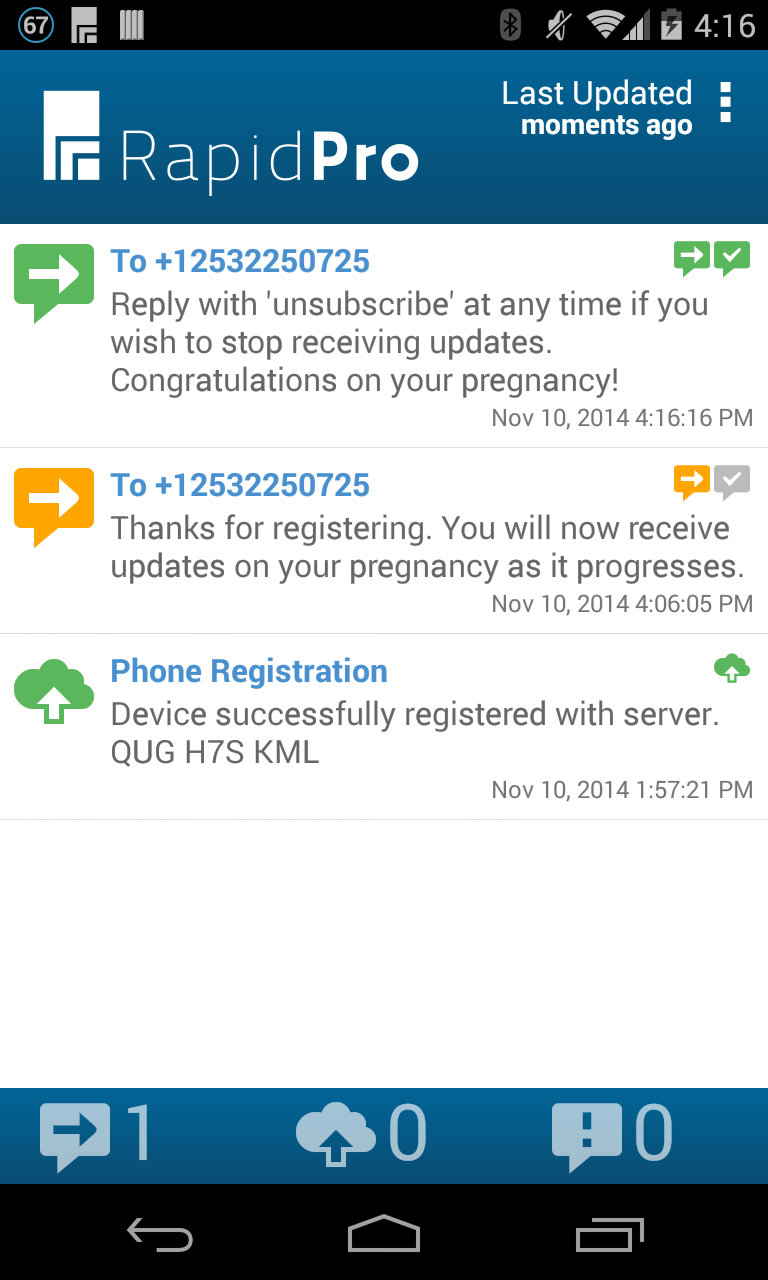 67 4:16
Last Updated
moments ago
RapidPro
To +12532250725
Reply with 'unsubscribe' at any time if you
wish to stop receiving updates.
Congratulations on your pregnancy!
Nov 10, 2014 4:16:16 PM
To +12532250725
Thanks for registering. You will now receive
updates on your pregnancy as it progresses.
Nov 10, 2014 4:06:05 PM
Phone Registration
Device successfully registered with server.
QUG H7S KML
Nov 10, 2014 1:57:21 PM
1 0 0